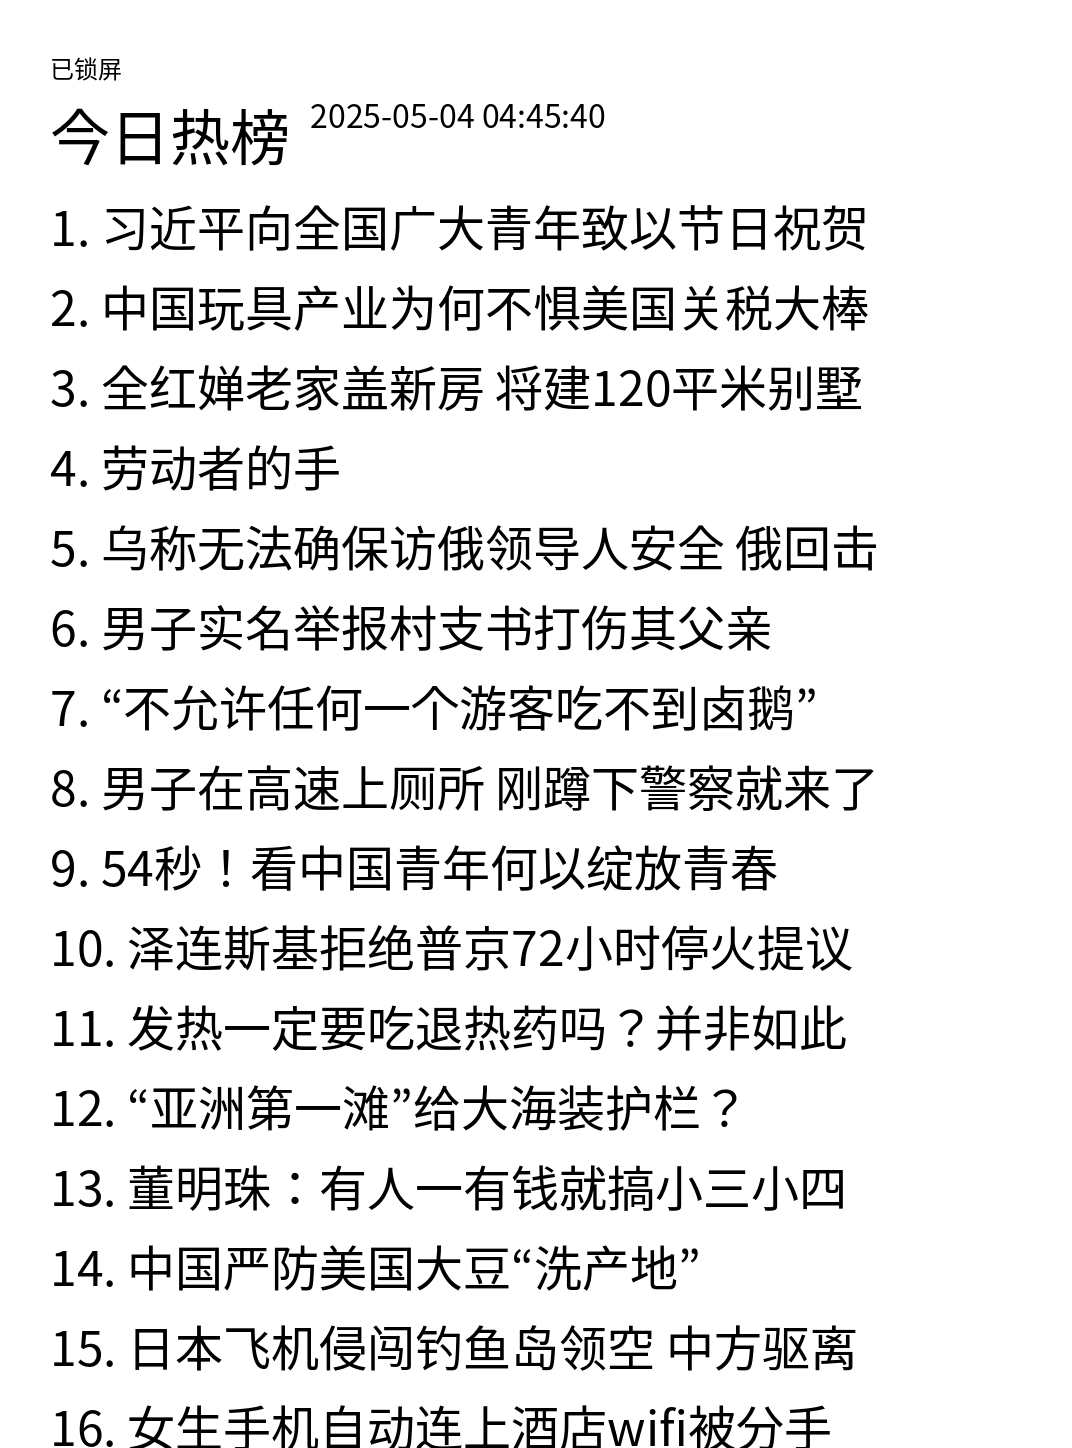 已锁屏
今日热榜 2025-05-04 04:45:40
1. 习近平向全国广大青年致以节日祝贺
2. 中国玩具产业为何不惧美国关税大棒
3. 全红婵老家盖新房 将建120平米别墅
4. 劳动者的手
5. 乌称无法确保访俄领导人安全 俄回击
6. 男子实名举报村支书打伤其父亲
7. “不允许任何一个游客吃不到卤鹅”
8. 男子在高速上厕所 刚蹲下警察就来了
9. 54秒！看中国青年何以绽放青春
10. 泽连斯基拒绝普京72小时停火提议
11. 发热一定要吃退热药吗？并非如此
12. “亚洲第一滩”给大海装护栏？
13. 董明珠：有人一有钱就搞小三小四
14. 中国严防美国大豆“洗产地”
15. 日本飞机侵闯钓鱼岛领空 中方驱离
16. 女生手机自动连上酒店wifi被分手